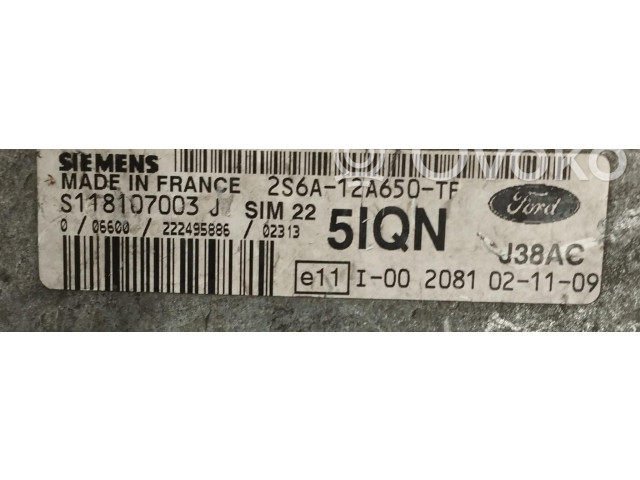 SIEMENS
Ovoko
MADE IN FRANCE 2S6A-12A650-TF
S118107003 J SIM 22 5IQN Ford
0 / 06600 / 222495886 / 02313
J38AC
e11 I-00 2081 02-11-09